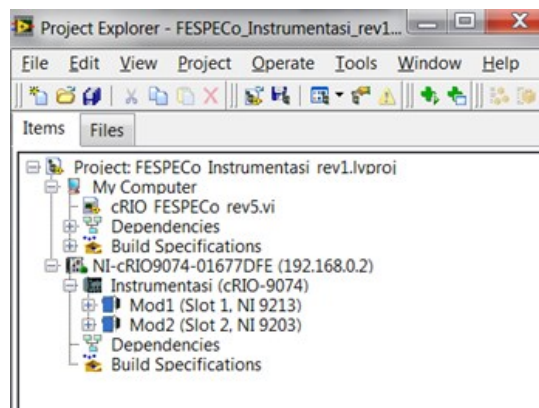 Project Explorer - FESPECo_Instrumentasi_rev1...
File Edit View Project Operate Tools Window Help
Items Files
Project: FESPECo Instrumentasi rev1.lvproj
My Computer
cRIO FESPECo rev5.vi
Dependencies
Build Specifications
NI-cRIO9074-01677DFE (192.168.0.2)
Instrumentasi (cRIO-9074)
Mod1 (Slot 1, NI 9213)
Mod2 (Slot 2, NI 9203)
Dependencies
Build Specifications